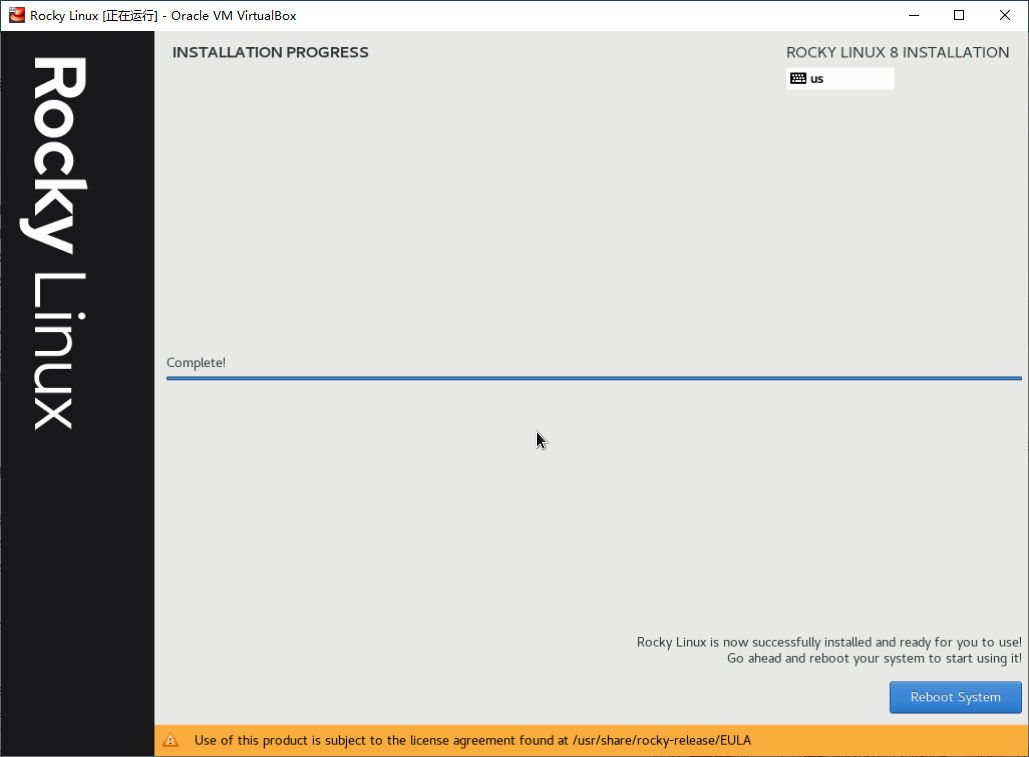 Rocky Linux [正在运行] - Oracle VM VirtualBox
Rocky Linux
INSTALLATION PROGRESS
ROCKY LINUX 8 INSTALLATION
us
Complete!
Rocky Linux is now successfully installed and ready for you to use!
Go ahead and reboot your system to start using it!
Reboot System
Use of this product is subject to the license agreement found at /usr/share/rocky-release/EULA